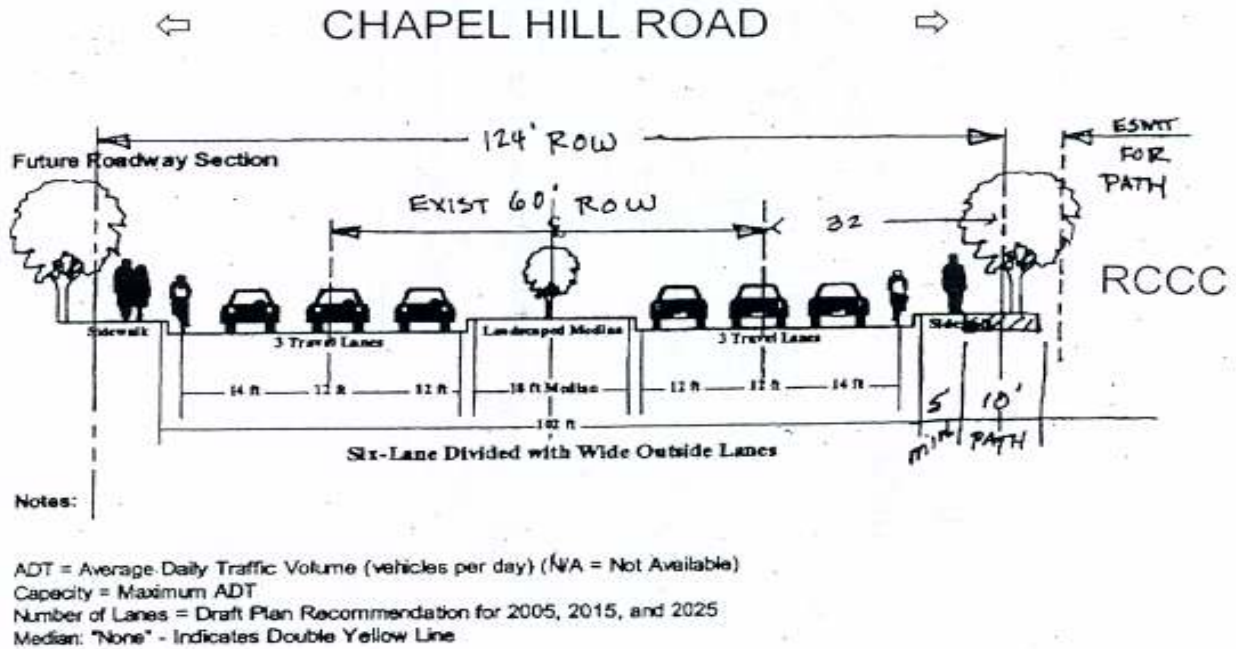 ⇦ CHAPEL HILL ROAD ⇨
124' ROW
ESMT
FOR
PATH
Future Roadway Section
EXIST 60' ROW
℄
32
RCCC
Sidewalk
3 Travel Lanes
Landscaped Median
3 Travel Lanes
14 ft 12 ft 12 ft 18 ft Median 12 ft 12 ft 14 ft
5 min
10' PATH
102 ft
Six-Lane Divided with Wide Outside Lanes
Notes:
ADT = Average Daily Traffic Volume (vehicles per day) (N/A = Not Available)
Capacity = Maximum ADT
Number of Lanes = Draft Plan Recommendation for 2005, 2015, and 2025
Median: "None" - Indicates Double Yellow Line